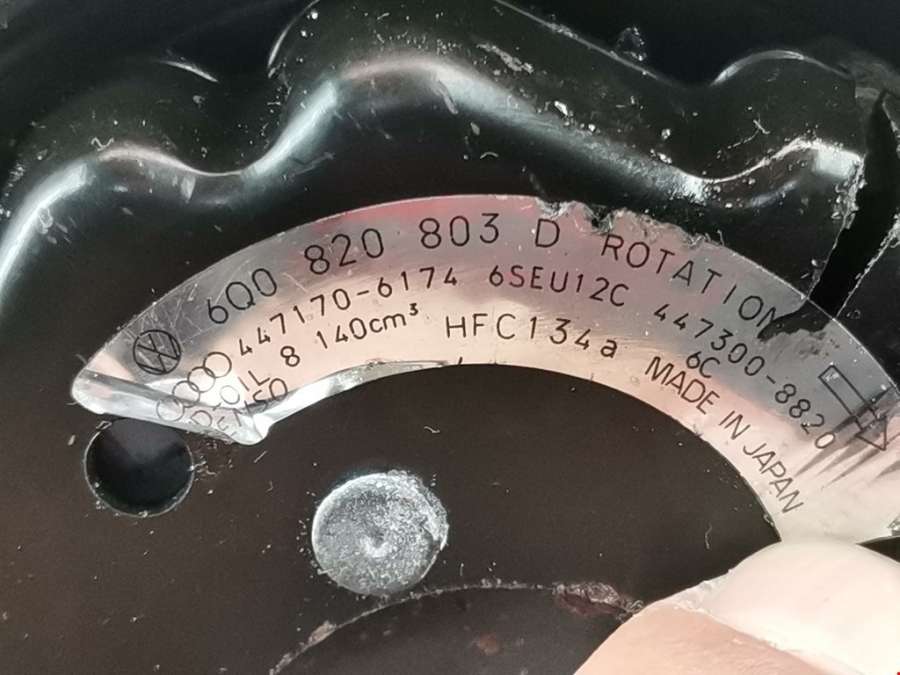 6Q0 820 803 D ROTATION
447170-6174 6SEU12C 447300-8820
OIL 8 140cm³ HFC134a 6C
MADE IN JAPAN